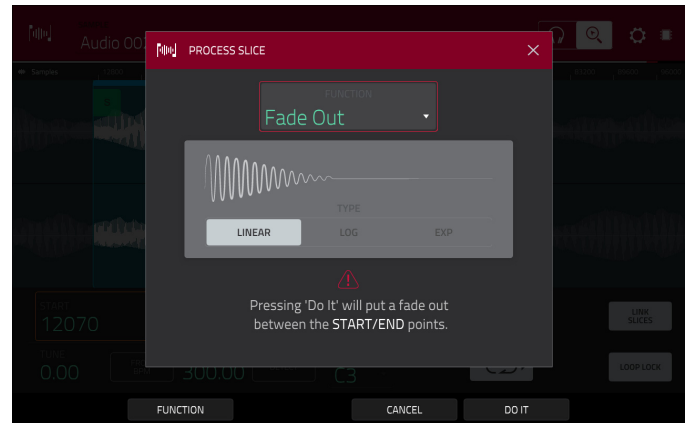 Audio 002
PROCESS SLICE
Samples
FUNCTION
Fade Out
TYPE
LINEAR
LOG
EXP
Pressing 'Do It' will put a fade out
between the START/END points.
START
12070
LINK
SLICES
TUNE
0.00
300.00
C3
LOOP LOCK
FUNCTION
CANCEL
DO IT